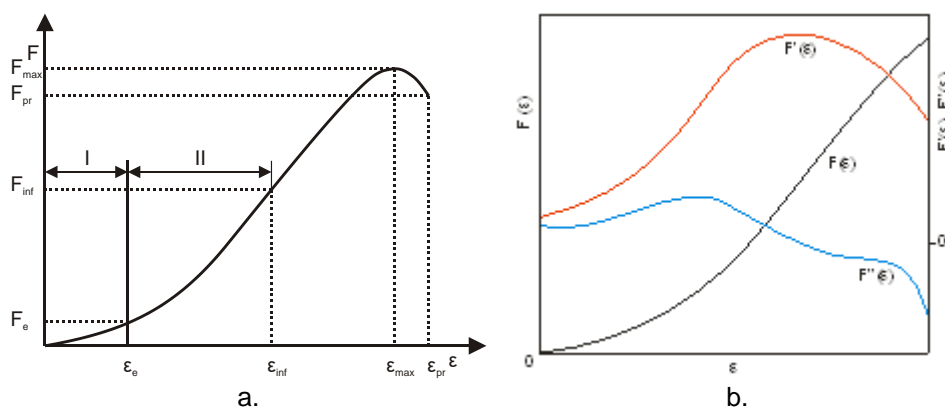 F
F_max
F_pr
I
II
F_inf
F_e
ε_e
ε_inf
ε_max
ε_pr
ε
a.
F'(ε)
F(ε)
F (ε)
F'(ε) F''(ε)
0
F''(ε)
0
ε
b.